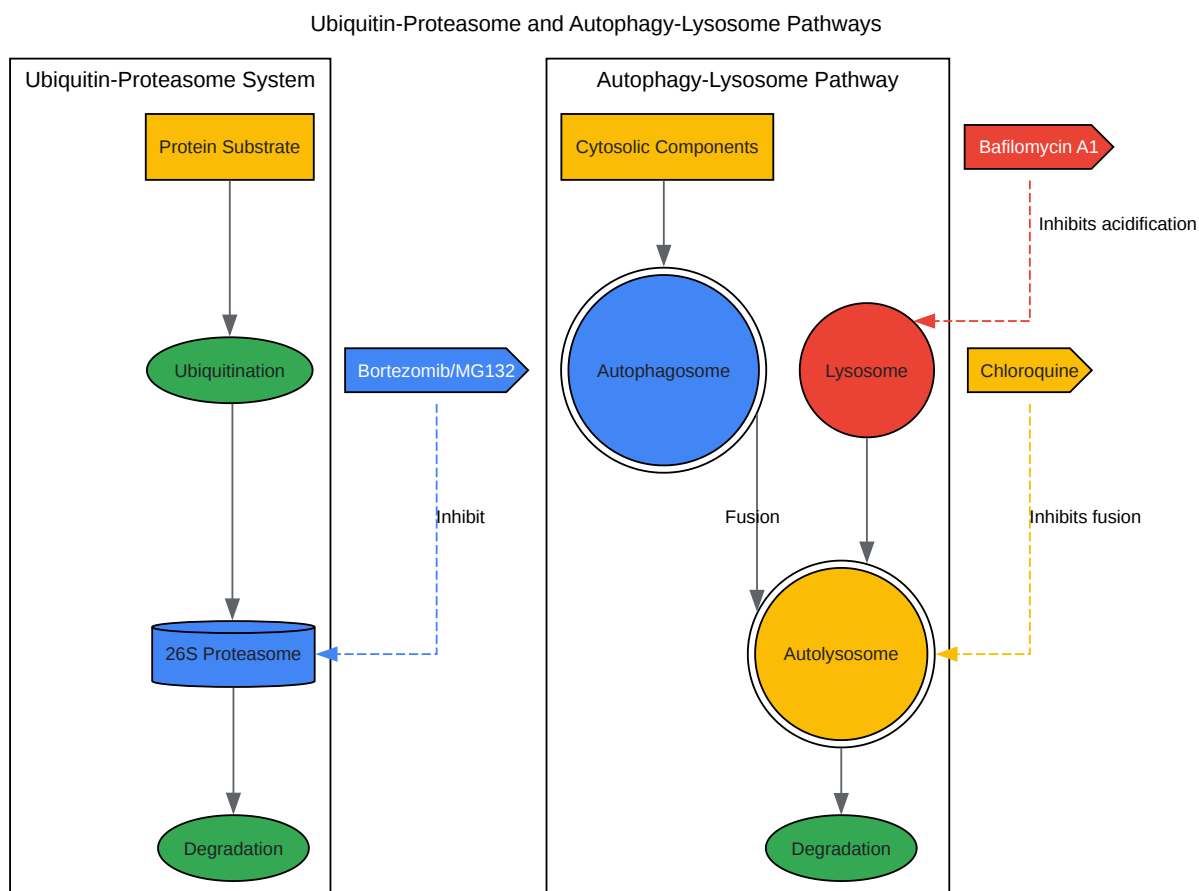 Ubiquitin-Proteasome and Autophagy-Lysosome Pathways
Ubiquitin-Proteasome System
Protein Substrate
Ubiquitination
Bortezomib/MG132
Inhibit
26S Proteasome
Degradation
Autophagy-Lysosome Pathway
Cytosolic Components
Bafilomycin A1
Inhibits acidification
Autophagosome
Lysosome
Chloroquine
Fusion
Inhibits fusion
Autolysosome
Degradation